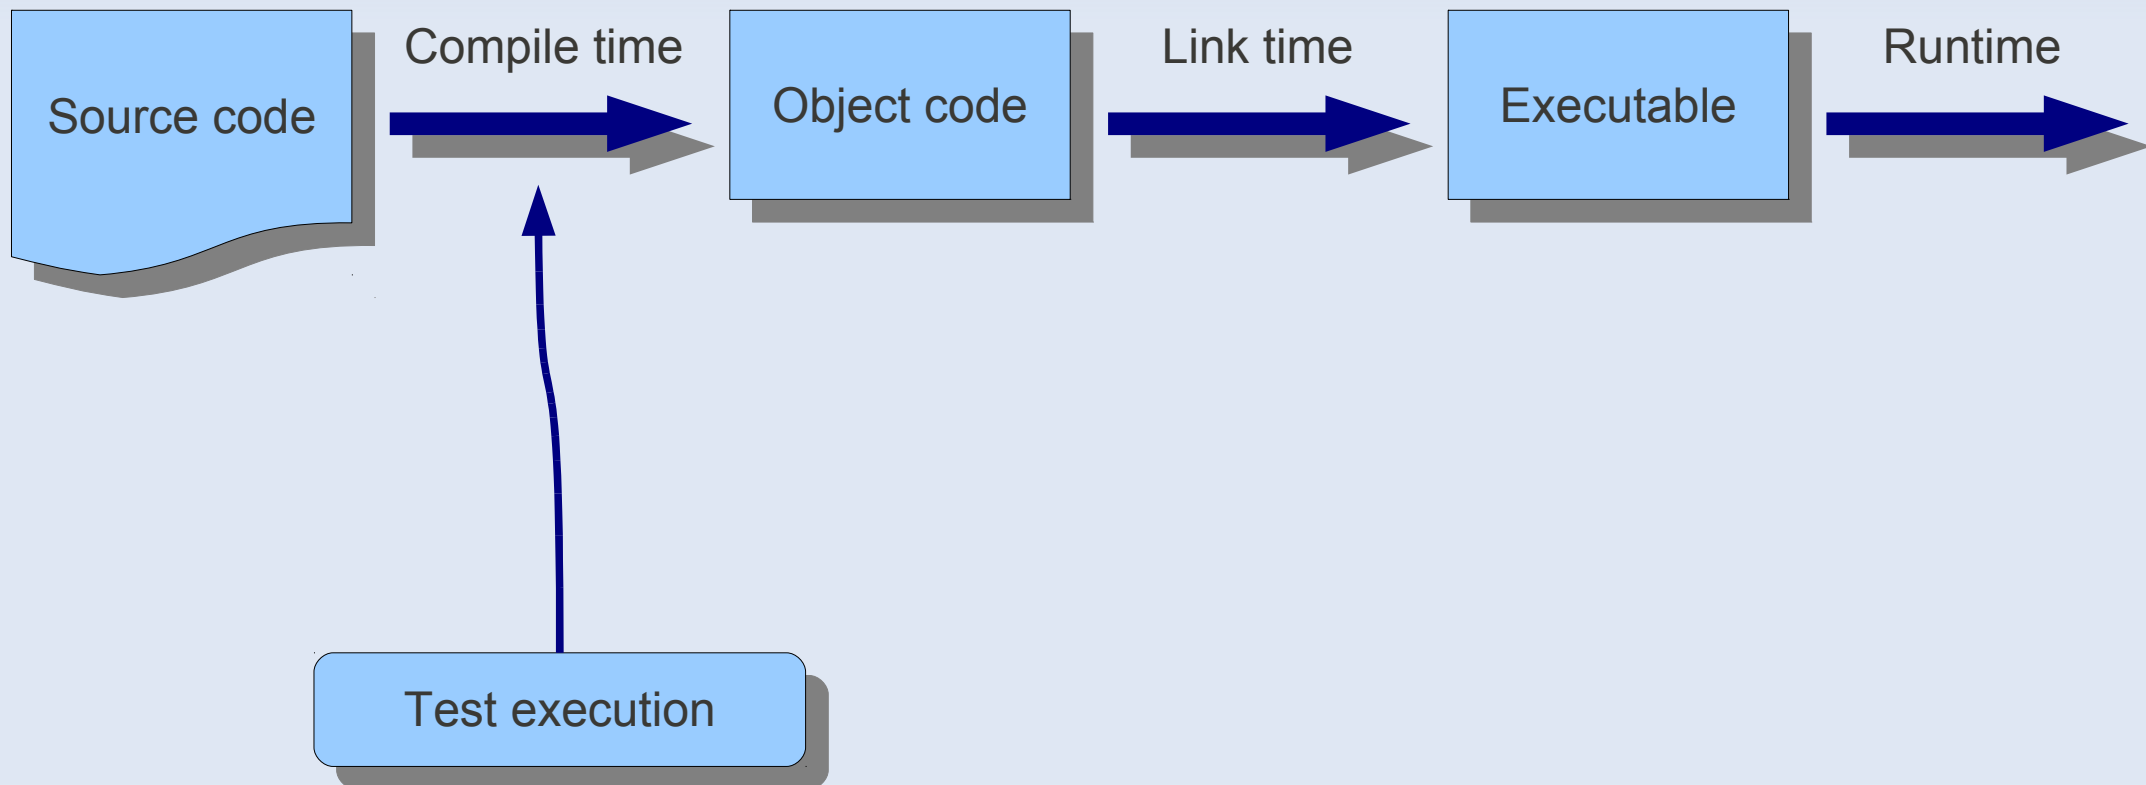 Source code
Compile time
Object code
Link time
Executable
Runtime
Test execution